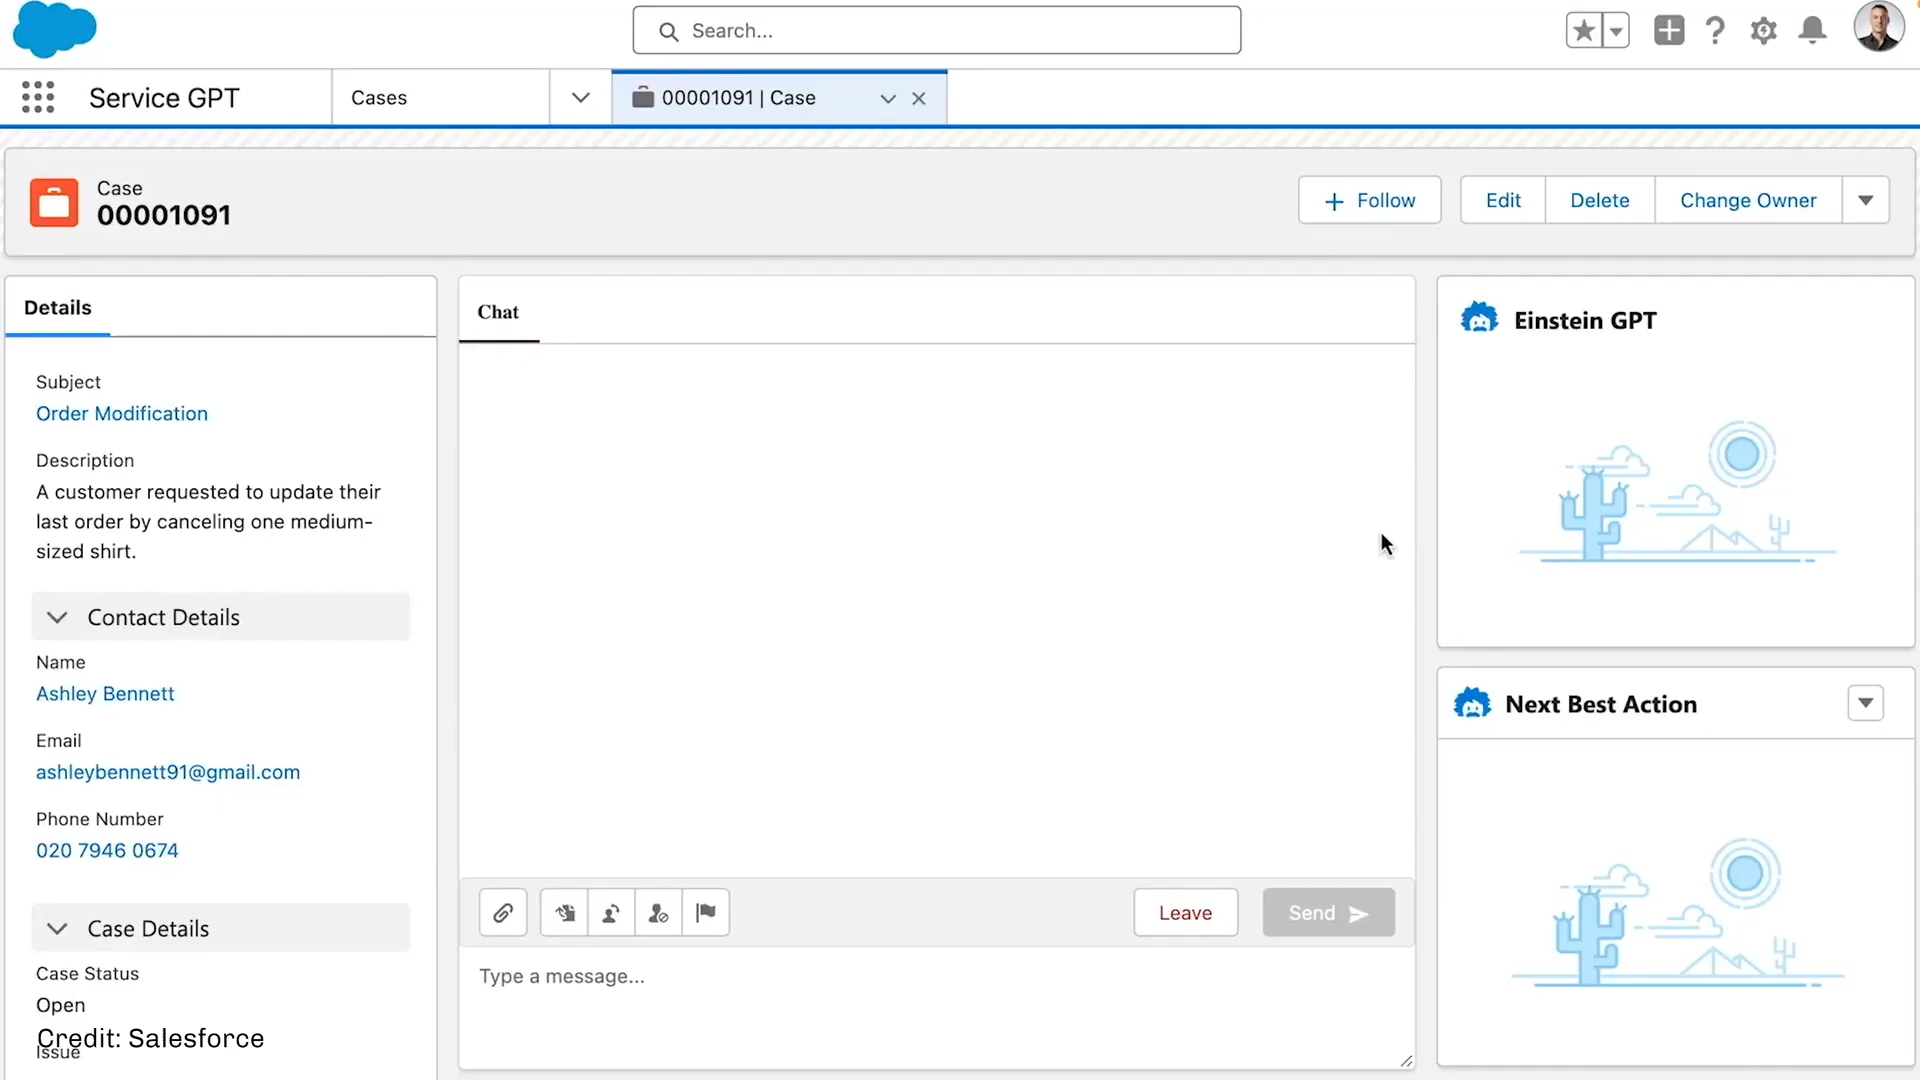 Search...
Service GPT
Cases
00001091 | Case
Case
00001091
Follow
Edit
Delete
Change Owner
Details
Subject
Order Modification
Description
A customer requested to update their
last order by canceling one medium-
sized shirt.
Contact Details
Name
Ashley Bennett
Email
ashleybennett91@gmail.com
Phone Number
020 7946 0674
Case Details
Case Status
Open
Credit: Salesforce
Issue
Chat
Leave
Send
Type a message...
Einstein GPT
Next Best Action